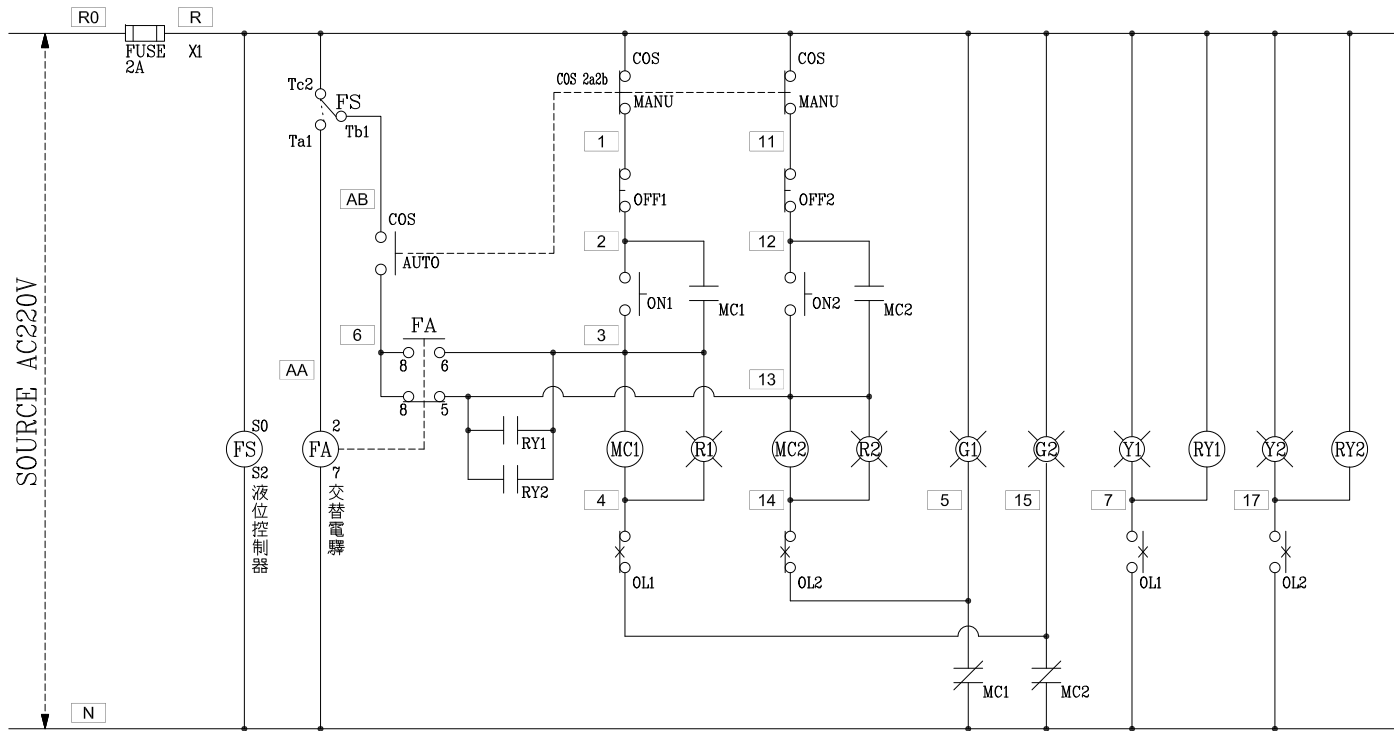 R0
R
FUSE
2A
X1
COS
COS
COS 2a2b
MANU
MANU
Tc2
FS
Tb1
Ta1
1
11
OFF1
OFF2
AB
COS
AUTO
2
12
ON1
MC1
ON2
MC2
SOURCE AC220V
6
FA
3
8
6
AA
13
8
5
S0
2
FS
FA
RY1
MC1
R1
MC2
R2
G1
G2
Y1
RY1
Y2
RY2
S2
7
RY2
液位控制器
交替電驛
4
14
5
15
7
17
OL1
OL2
OL1
OL2
MC1
MC2
N